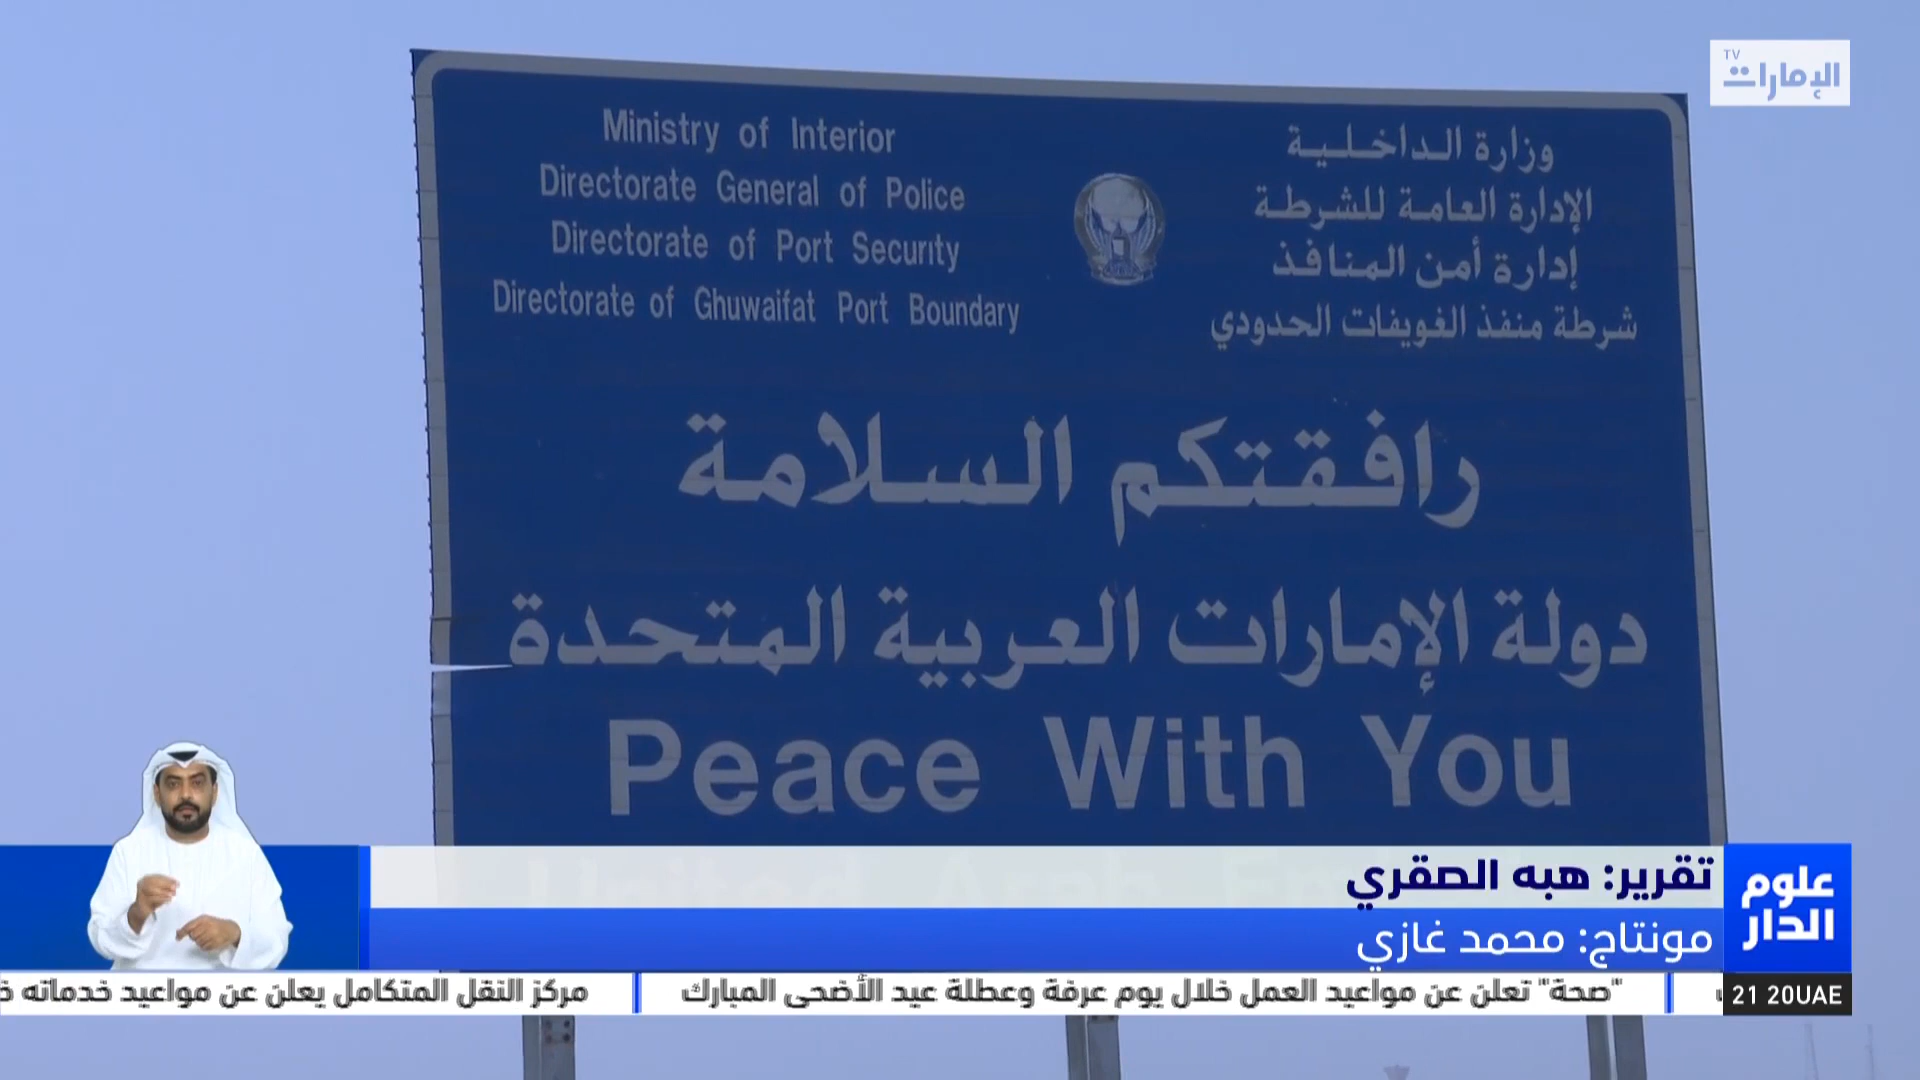 TV
الإمارات
Ministry of Interior
Directorate General of Police
Directorate of Port Security
Directorate of Ghuwaifat Port Boundary
وزارة الداخلية
الإدارة العامة للشرطة
إدارة أمن المنافذ
شرطة منفذ الغويفات الحدودي
رافقتكم السلامة
دولة الإمارات العربية المتحدة
Peace With You
تقرير: هبه الصقري
مونتاج: محمد غازي
علوم
الدار
"صحة" تعلن عن مواعيد العمل خلال يوم عرفة وعطلة عيد الأضحى المبارك
مركز النقل المتكامل يعلن عن مواعيد خدماته
21 20UAE